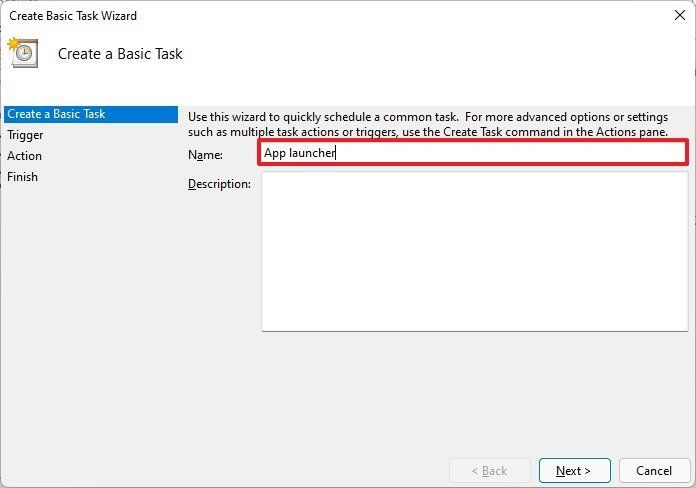 Create Basic Task Wizard
Create a Basic Task
Create a Basic Task
Trigger
Action
Finish
Use this wizard to quickly schedule a common task.  For more advanced options or settings
such as multiple task actions or triggers, use the Create Task command in the Actions pane.
Name: App launcher
Description:
< Back Next > Cancel